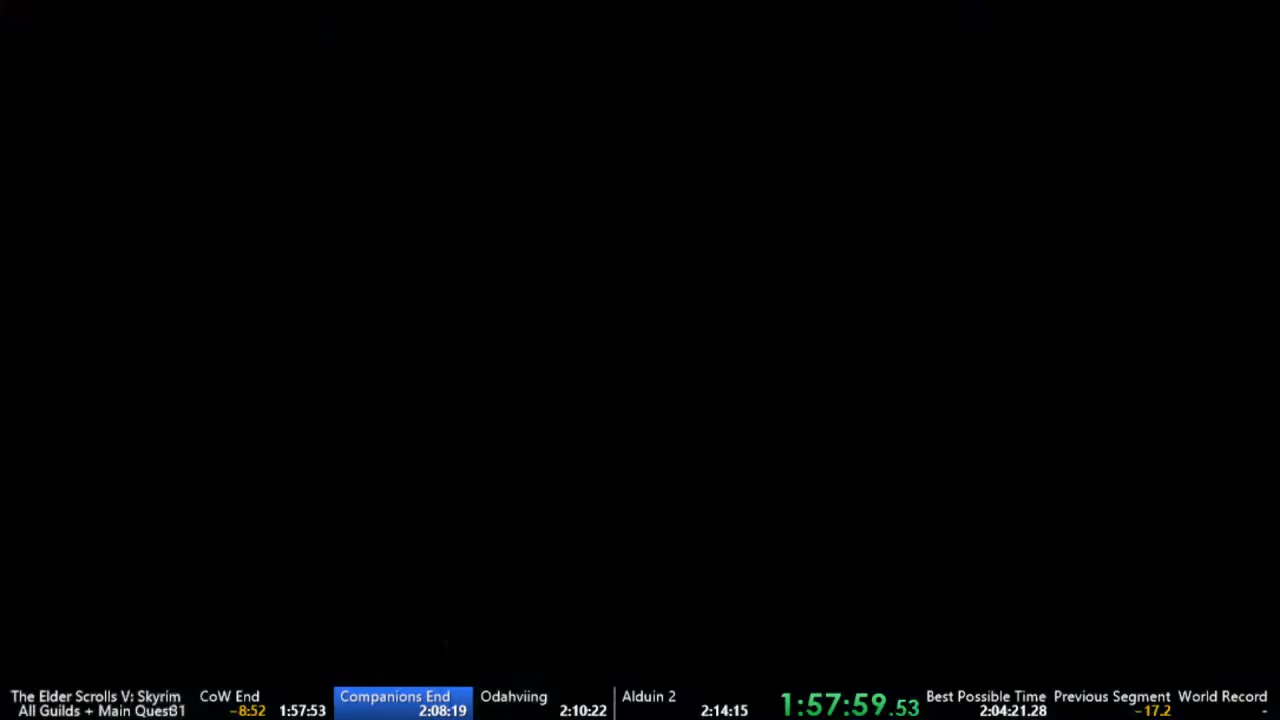 The Elder Scrolls V: Skyrim
All Guilds + Main Quest31
CoW End
-8:52 1:57:53
Companions End
2:08:19
Odahviing
2:10:22
Alduin 2
2:14:15
1:57:59.53
Best Possible Time
2:04:21.28
Previous Segment
-17.2
World Record
-